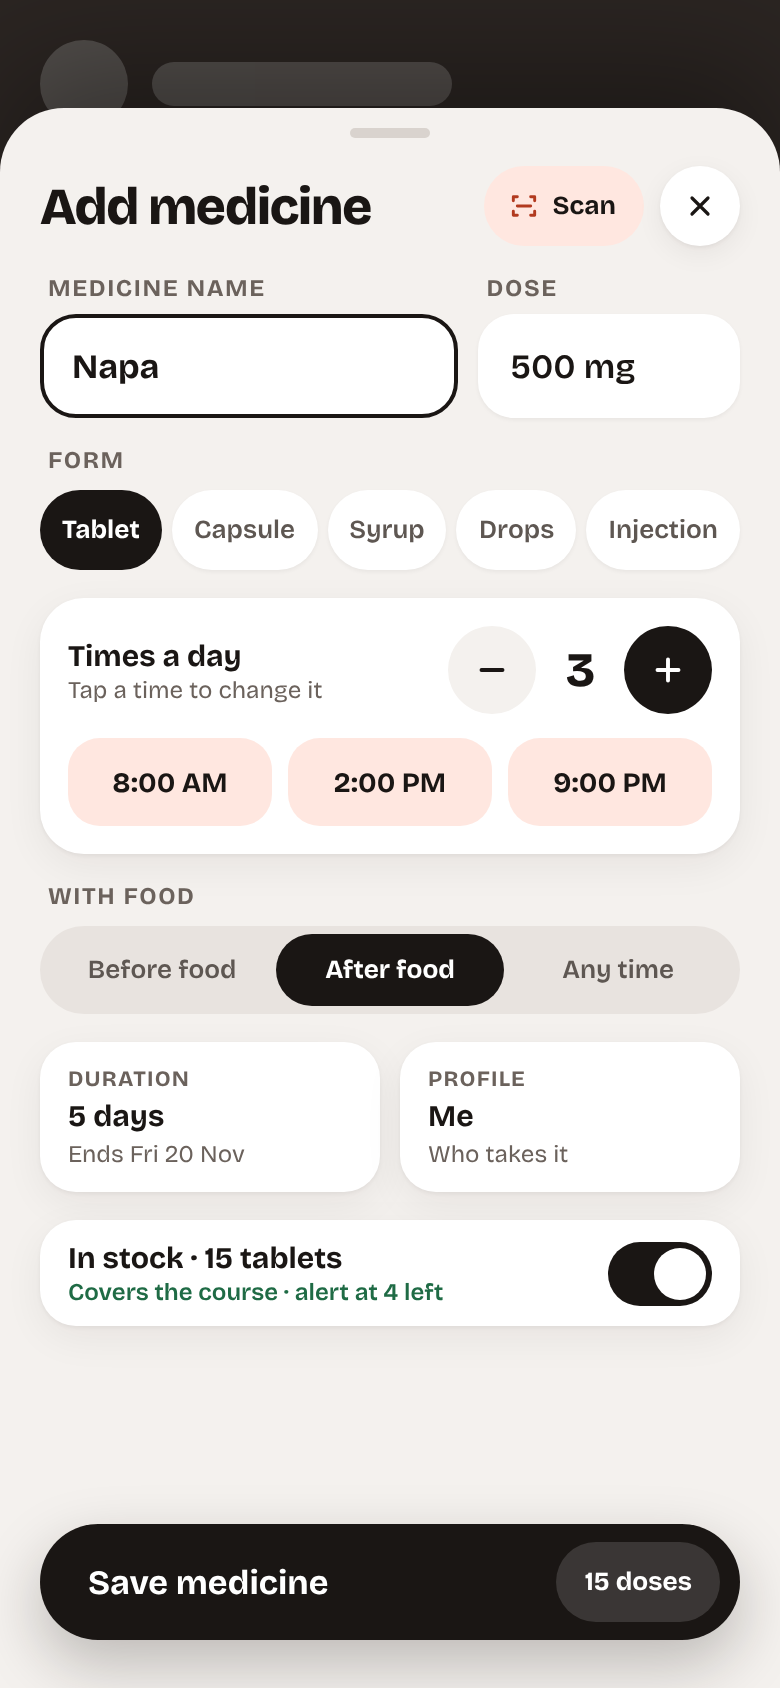 Add medicine
Scan
MEDICINE NAME
DOSE
Napa
500 mg
FORM
Tablet
Capsule
Syrup
Drops
Injection
Times a day
Tap a time to change it
3
8:00 AM
2:00 PM
9:00 PM
WITH FOOD
Before food
After food
Any time
DURATION
5 days
Ends Fri 20 Nov
PROFILE
Me
Who takes it
In stock · 15 tablets
Covers the course · alert at 4 left
Save medicine
15 doses